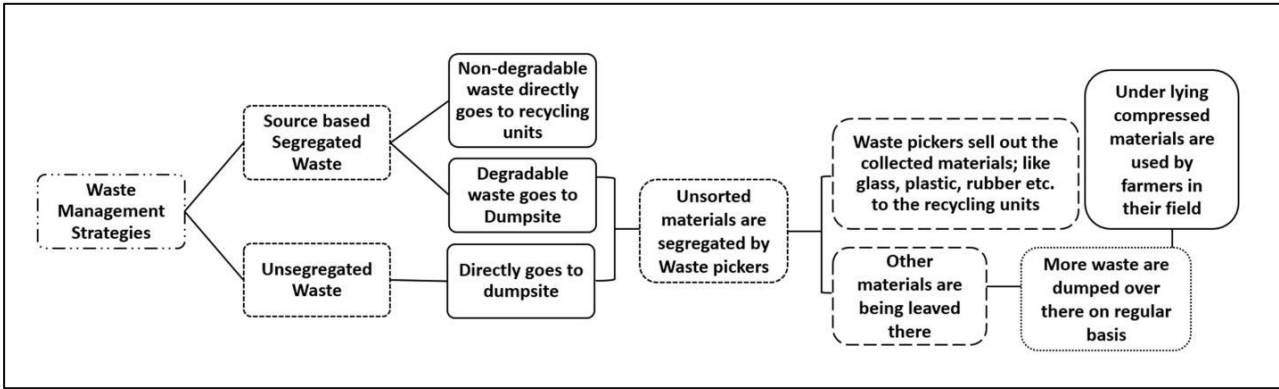 Waste
Management
Strategies
Source based
Segregated
Waste
Unsegregated
Waste
Non-degradable
waste directly
goes to recycling
units
Degradable
waste goes to
Dumpsite
Directly goes to
dumpsite
Unsorted
materials are
segregated by
Waste pickers
Waste pickers sell out the
collected materials; like
glass, plastic, rubber etc.
to the recycling units
Other
materials are
being leaved
there
More waste are
dumped over
there on regular
basis
Under lying
compressed
materials are
used by
farmers in
their field